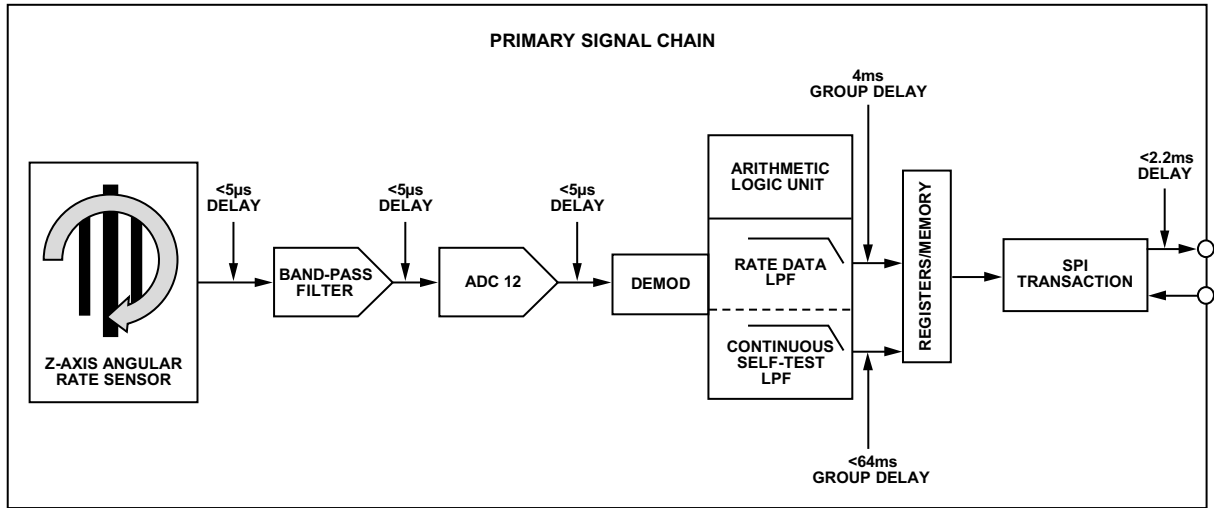 PRIMARY SIGNAL CHAIN
4ms
GROUP DELAY
<2.2ms
DELAY
<5µs
DELAY
<5µs
DELAY
<5µs
DELAY
ARITHMETIC
LOGIC UNIT
REGISTERS/MEMORY
BAND-PASS
FILTER
ADC 12
DEMOD
RATE DATA
LPF
SPI
TRANSACTION
CONTINUOUS
SELF-TEST
LPF
Z-AXIS ANGULAR
RATE SENSOR
<64ms
GROUP DELAY